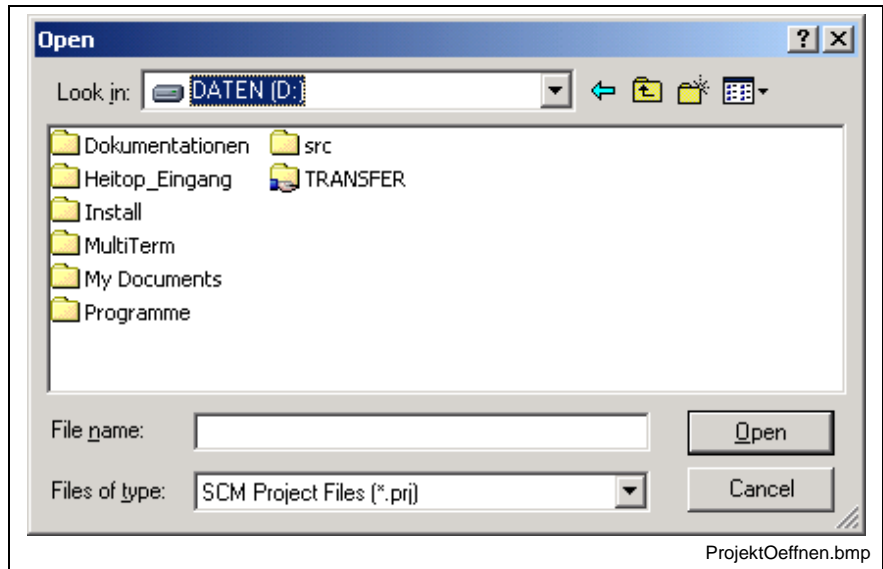 Open
Look in: DATEN (D:
Dokumentationen src
Heitop_Eingang TRANSFER
Install
MultiTerm
My Documents
Programme
File name: Open
Files of type: SCM Project Files (*.prj) Cancel
ProjektOeffnen.bmp